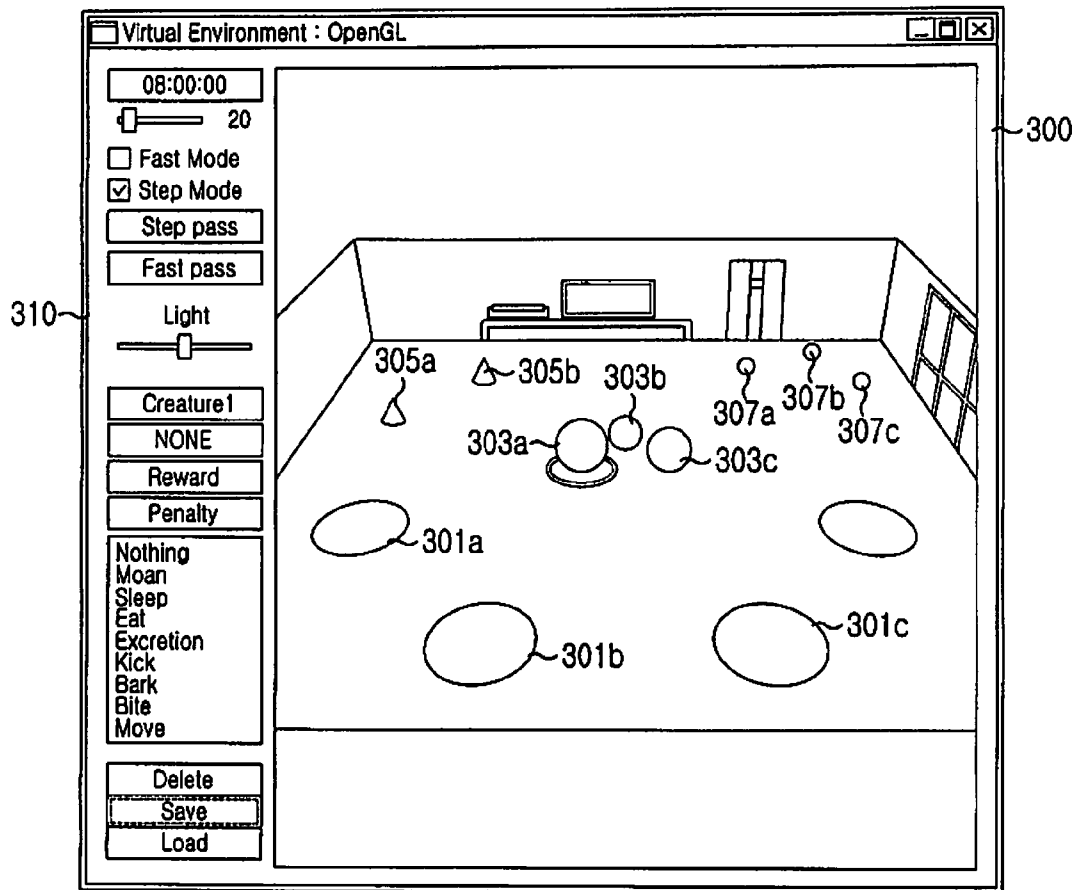 Virtual Environment : OpenGL
08:00:00
20
Fast Mode
Step Mode
Step pass
Fast pass
Light
Creature1
NONE
Reward
Penalty
Nothing
Moan
Sleep
Eat
Excretion
Kick
Bark
Bite
Move
Delete
Save
Load
300
310
305a
305b
303b
307a
307b
307c
303a
303c
301a
301b
301c